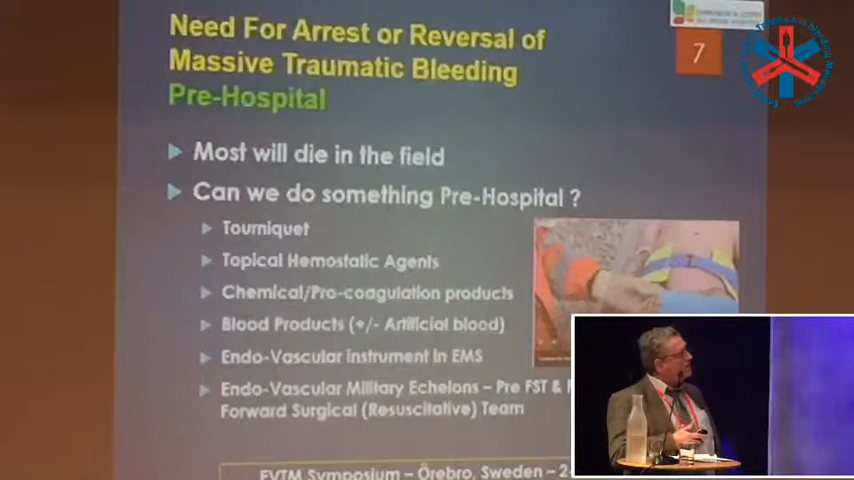 Need For Arrest or Reversal of
Massive Traumatic Bleeding
Pre-Hospital
7
Most will die in the field
Can we do something Pre-Hospital ?
Tourniquet
Topical Hemostatic Agents
Chemical/Pro-coagulation products
Blood Products (+/- Artificial blood)
Endo-Vascular Instrument in EMS
Endo-Vascular Military Echelons – Pre FST &
Forward Surgical (Resuscitative) Team
EVTM Symposium – Örebro, Sweden – 2